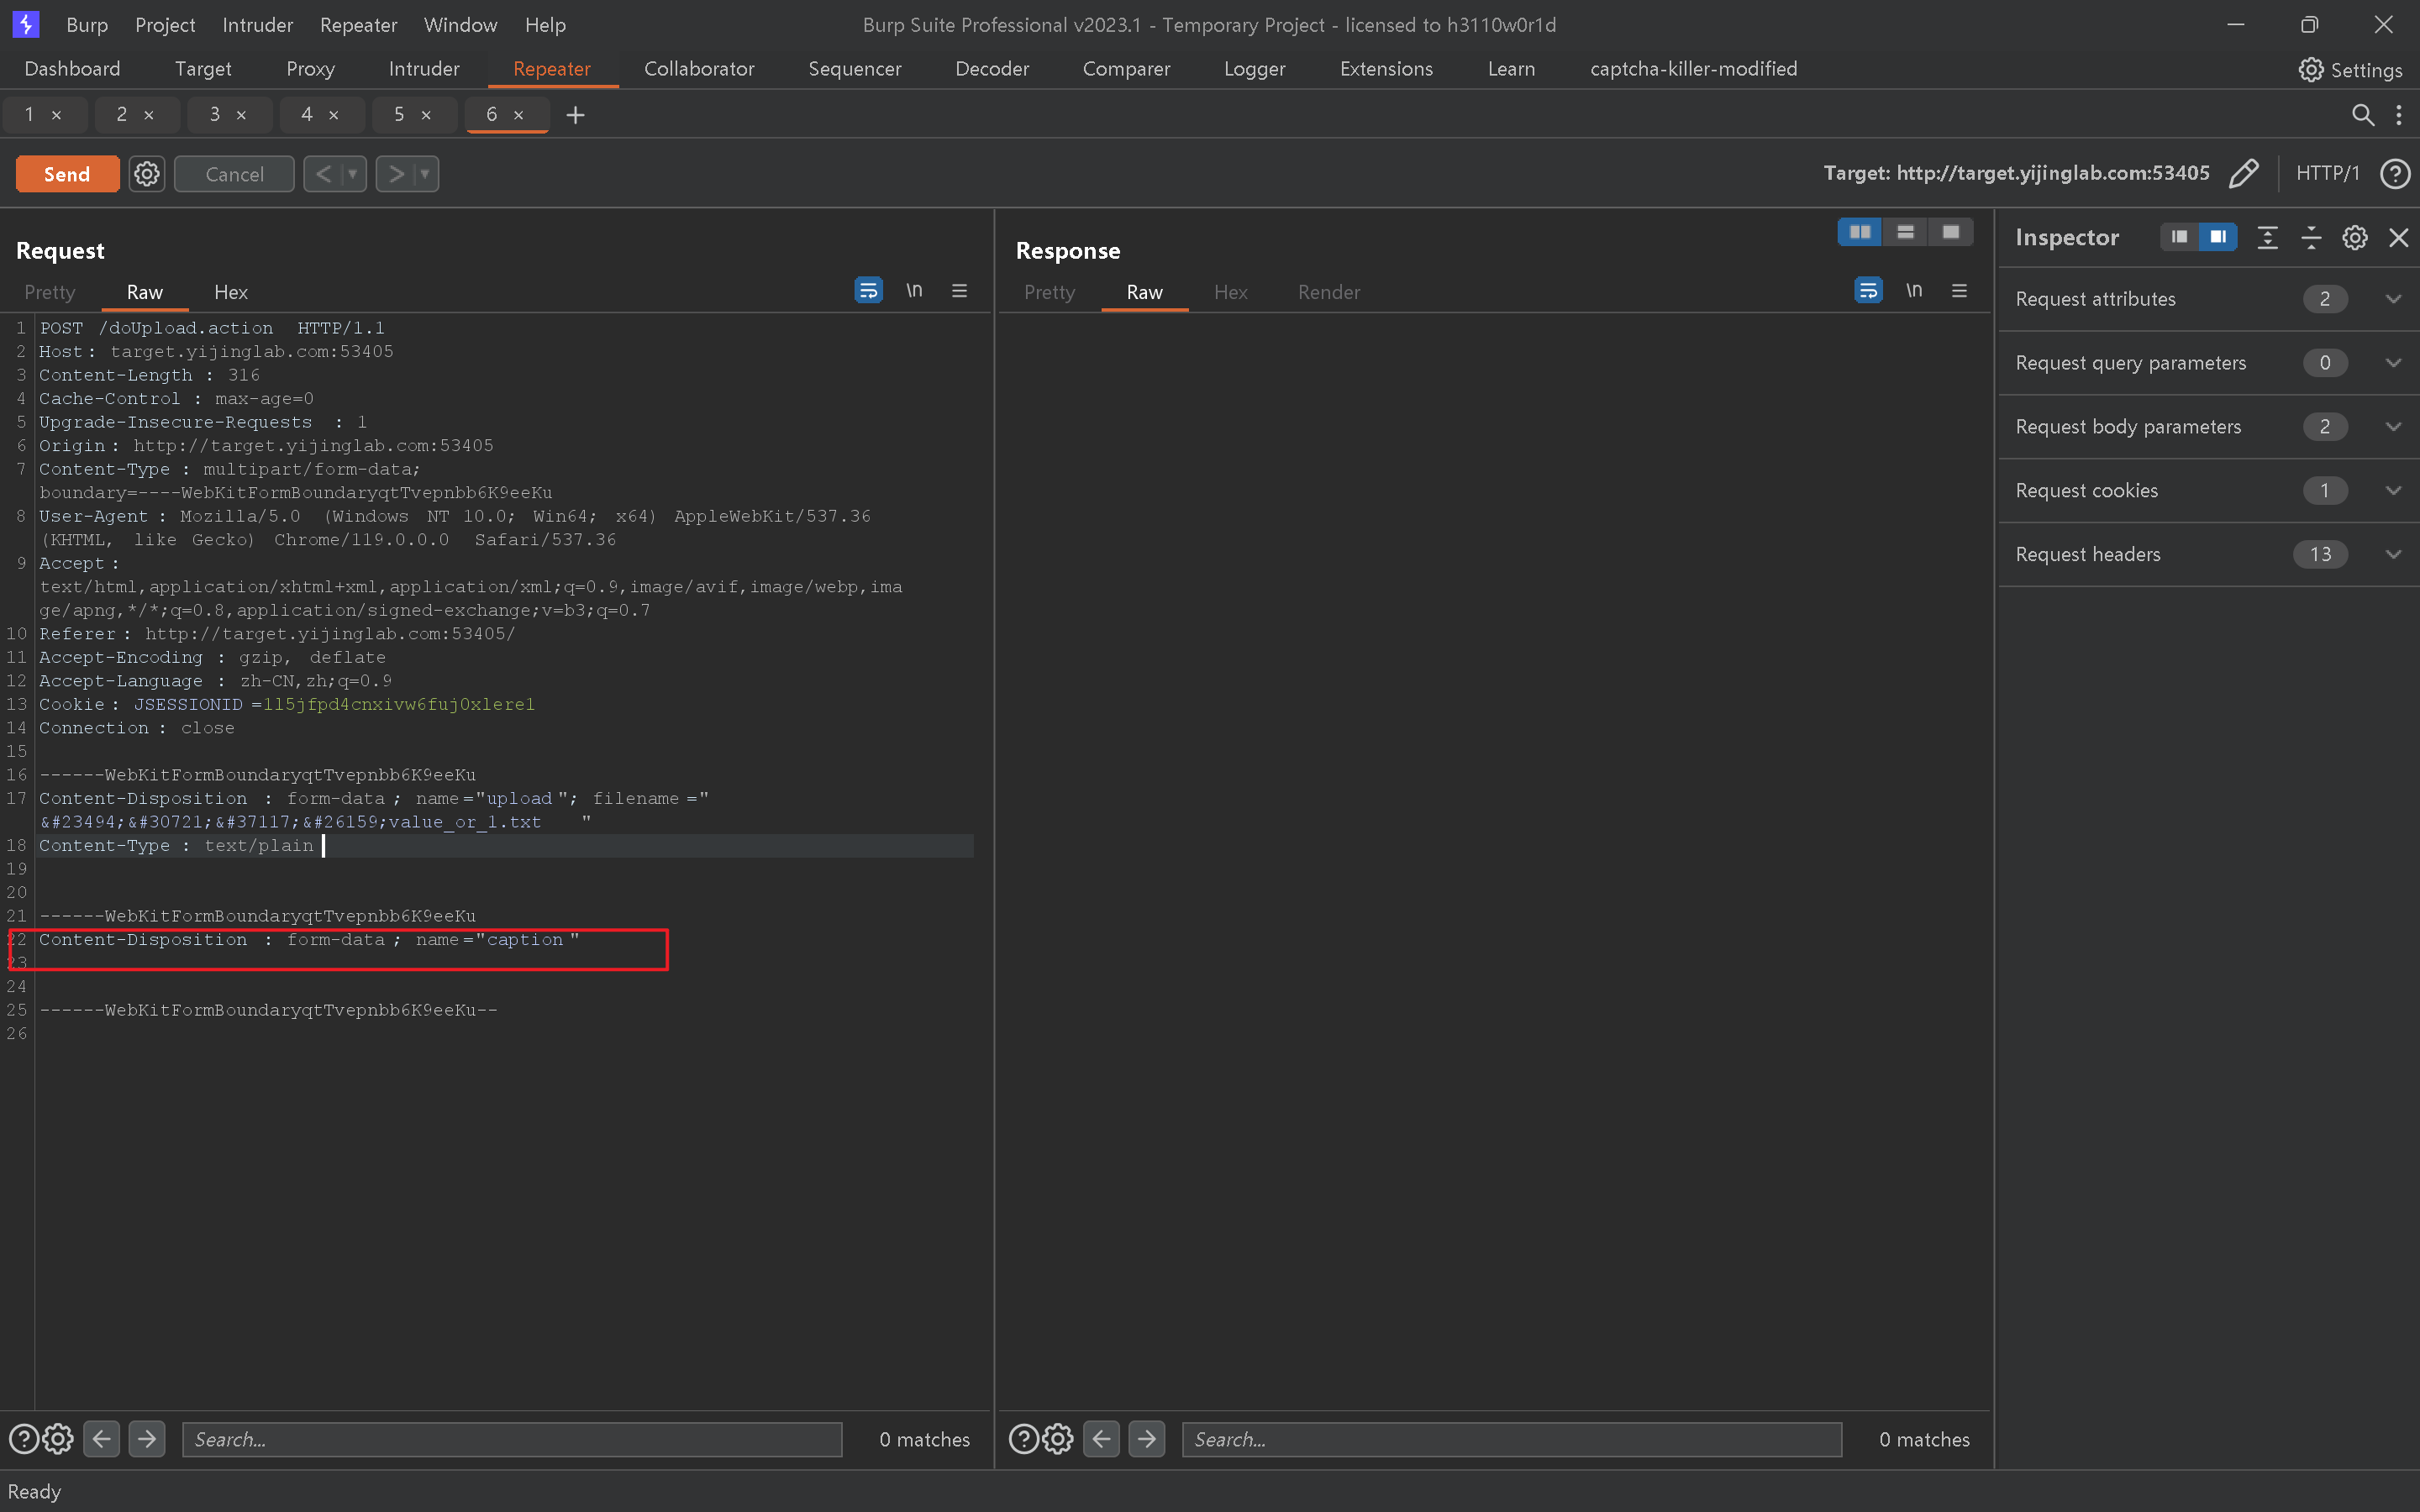 Burp Project Intruder Repeater Window Help
Burp Suite Professional v2023.1 - Temporary Project - licensed to h3110w0r1d
Dashboard Target Proxy Intruder Repeater Collaborator Sequencer Decoder Comparer Logger Extensions Learn captcha-killer-modified
Settings
1 × 2 × 3 × 4 × 5 × 6 × +
Send Cancel < >
Target: http://target.yijinglab.com:53405 HTTP/1 ?
Request
Pretty Raw Hex \n
1 POST /doUpload.action HTTP/1.1
2 Host: target.yijinglab.com:53405
3 Content-Length : 316
4 Cache-Control : max-age=0
5 Upgrade-Insecure-Requests : 1
6 Origin: http://target.yijinglab.com:53405
7 Content-Type : multipart/form-data;
boundary=----WebKitFormBoundaryqtTvepnbb6K9eeKu
8 User-Agent : Mozilla/5.0 (Windows NT 10.0; Win64; x64) AppleWebKit/537.36
(KHTML, like Gecko) Chrome/119.0.0.0 Safari/537.36
9 Accept :
text/html,application/xhtml+xml,application/xml;q=0.9,image/avif,image/webp,ima
ge/apng,*/*;q=0.8,application/signed-exchange;v=b3;q=0.7
10 Referer: http://target.yijinglab.com:53405/
11 Accept-Encoding : gzip, deflate
12 Accept-Language : zh-CN,zh;q=0.9
13 Cookie: JSESSIONID =1l5jfpd4cnxivw6fuj0xlere1
14 Connection : close
15
16 ------WebKitFormBoundaryqtTvepnbb6K9eeKu
17 Content-Disposition : form-data ; name="upload "; filename ="
&#23494;&#30721;&#37117;&#26159;value_or_1.txt "
18 Content-Type : text/plain
19
20
21 ------WebKitFormBoundaryqtTvepnbb6K9eeKu
22 Content-Disposition : form-data ; name="caption "
23
24
25 ------WebKitFormBoundaryqtTvepnbb6K9eeKu--
26
? Search... 0 matches
Response
Pretty Raw Hex Render \n
? Search... 0 matches
Inspector
Request attributes 2
Request query parameters 0
Request body parameters 2
Request cookies 1
Request headers 13
Ready